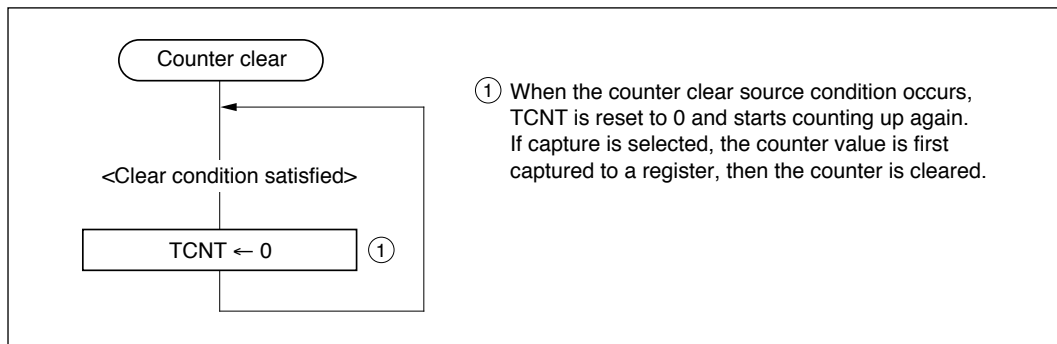 Counter clear
<Clear condition satisfied>
TCNT ← 0
①
① When the counter clear source condition occurs,
TCNT is reset to 0 and starts counting up again.
If capture is selected, the counter value is first
captured to a register, then the counter is cleared.